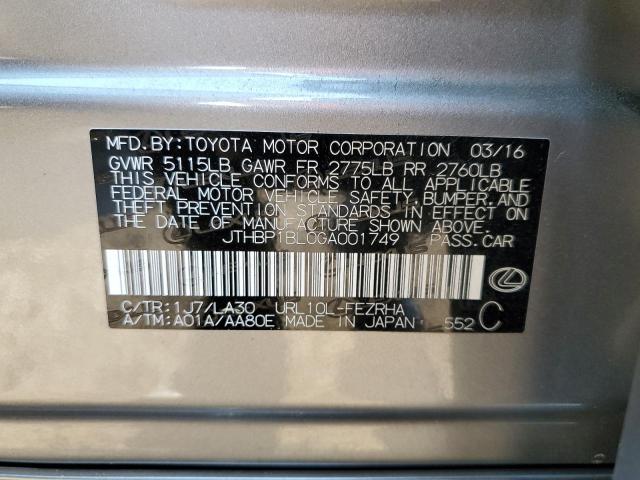 MFD. BY: TOYOTA MOTOR CORPORATION 03/16
GVWR 5115LB GAWR FR 2775LB RR 2760LB
THIS VEHICLE CONFORMS TO ALL APPLICABLE
FEDERAL MOTOR VEHICLE SAFETY, BUMPER, AND
THEFT PREVENTION STANDARDS IN EFFECT ON
THE DATE OF MANUFACTURE SHOWN ABOVE.
JTHBP1BL0GA001749 PASS. CAR
C/TR: 1J7/LA30 URL10L-FEZRHA
A/TM: A01A/AA80E MADE IN JAPAN 552 C